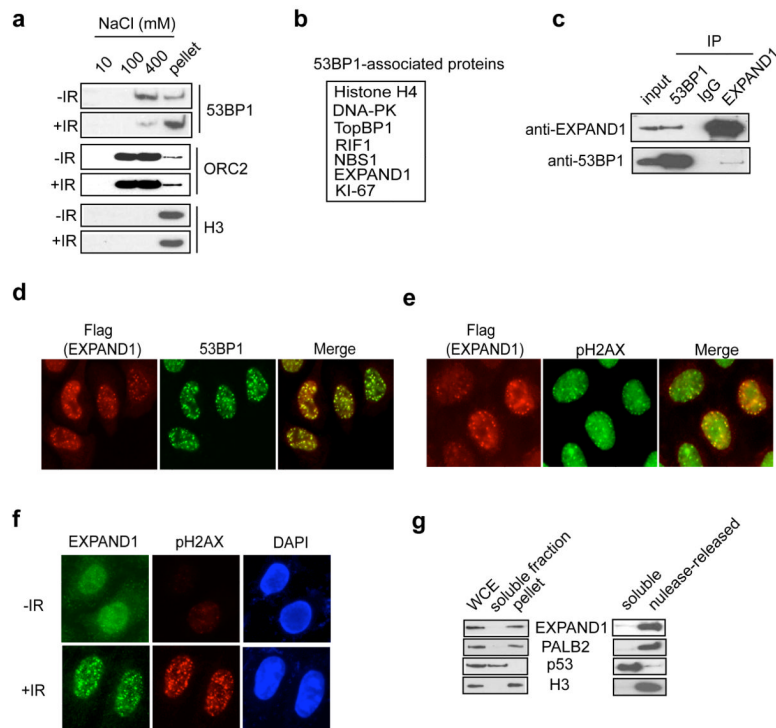 a
NaCl (mM)
10
100
400
pellet
-IR
+IR
53BP1
-IR
+IR
ORC2
-IR
+IR
H3
b
53BP1-associated proteins
Histone H4
DNA-PK
TopBP1
RIF1
NBS1
EXPAND1
KI-67
c
IP
input
53BP1
IgG
EXPAND1
anti-EXPAND1
anti-53BP1
d
Flag
(EXPAND1)
53BP1
Merge
e
Flag
(EXPAND1)
pH2AX
Merge
f
EXPAND1
pH2AX
DAPI
-IR
+IR
g
WCE
soluble fraction
pellet
soluble
nulease-released
EXPAND1
PALB2
p53
H3